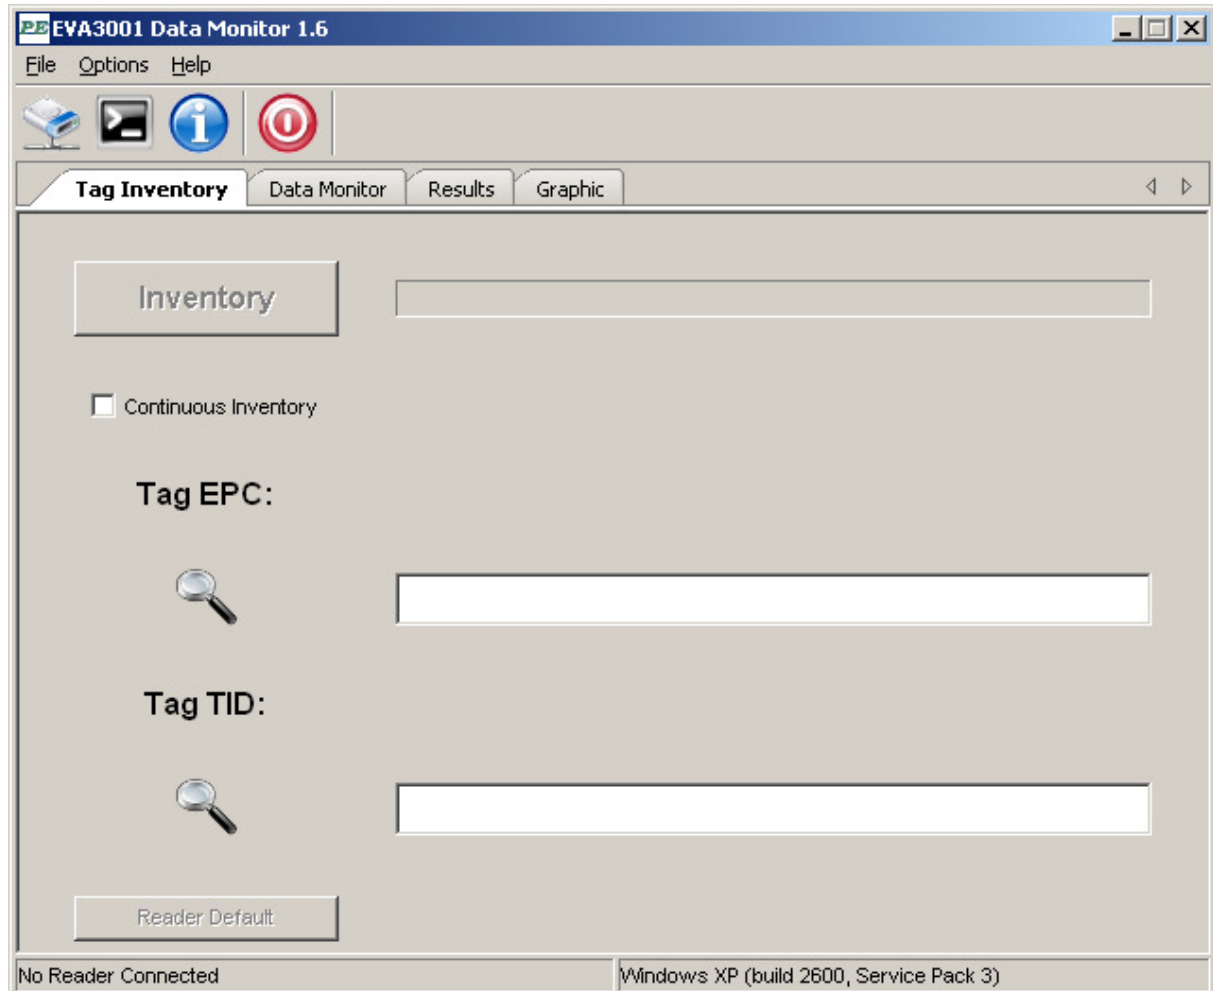 PE EVA3001 Data Monitor 1.6
File Options Help
Tag Inventory Data Monitor Results Graphic
Inventory
Continuous Inventory
Tag EPC:
Tag TID:
Reader Default
No Reader Connected Windows XP (build 2600, Service Pack 3)